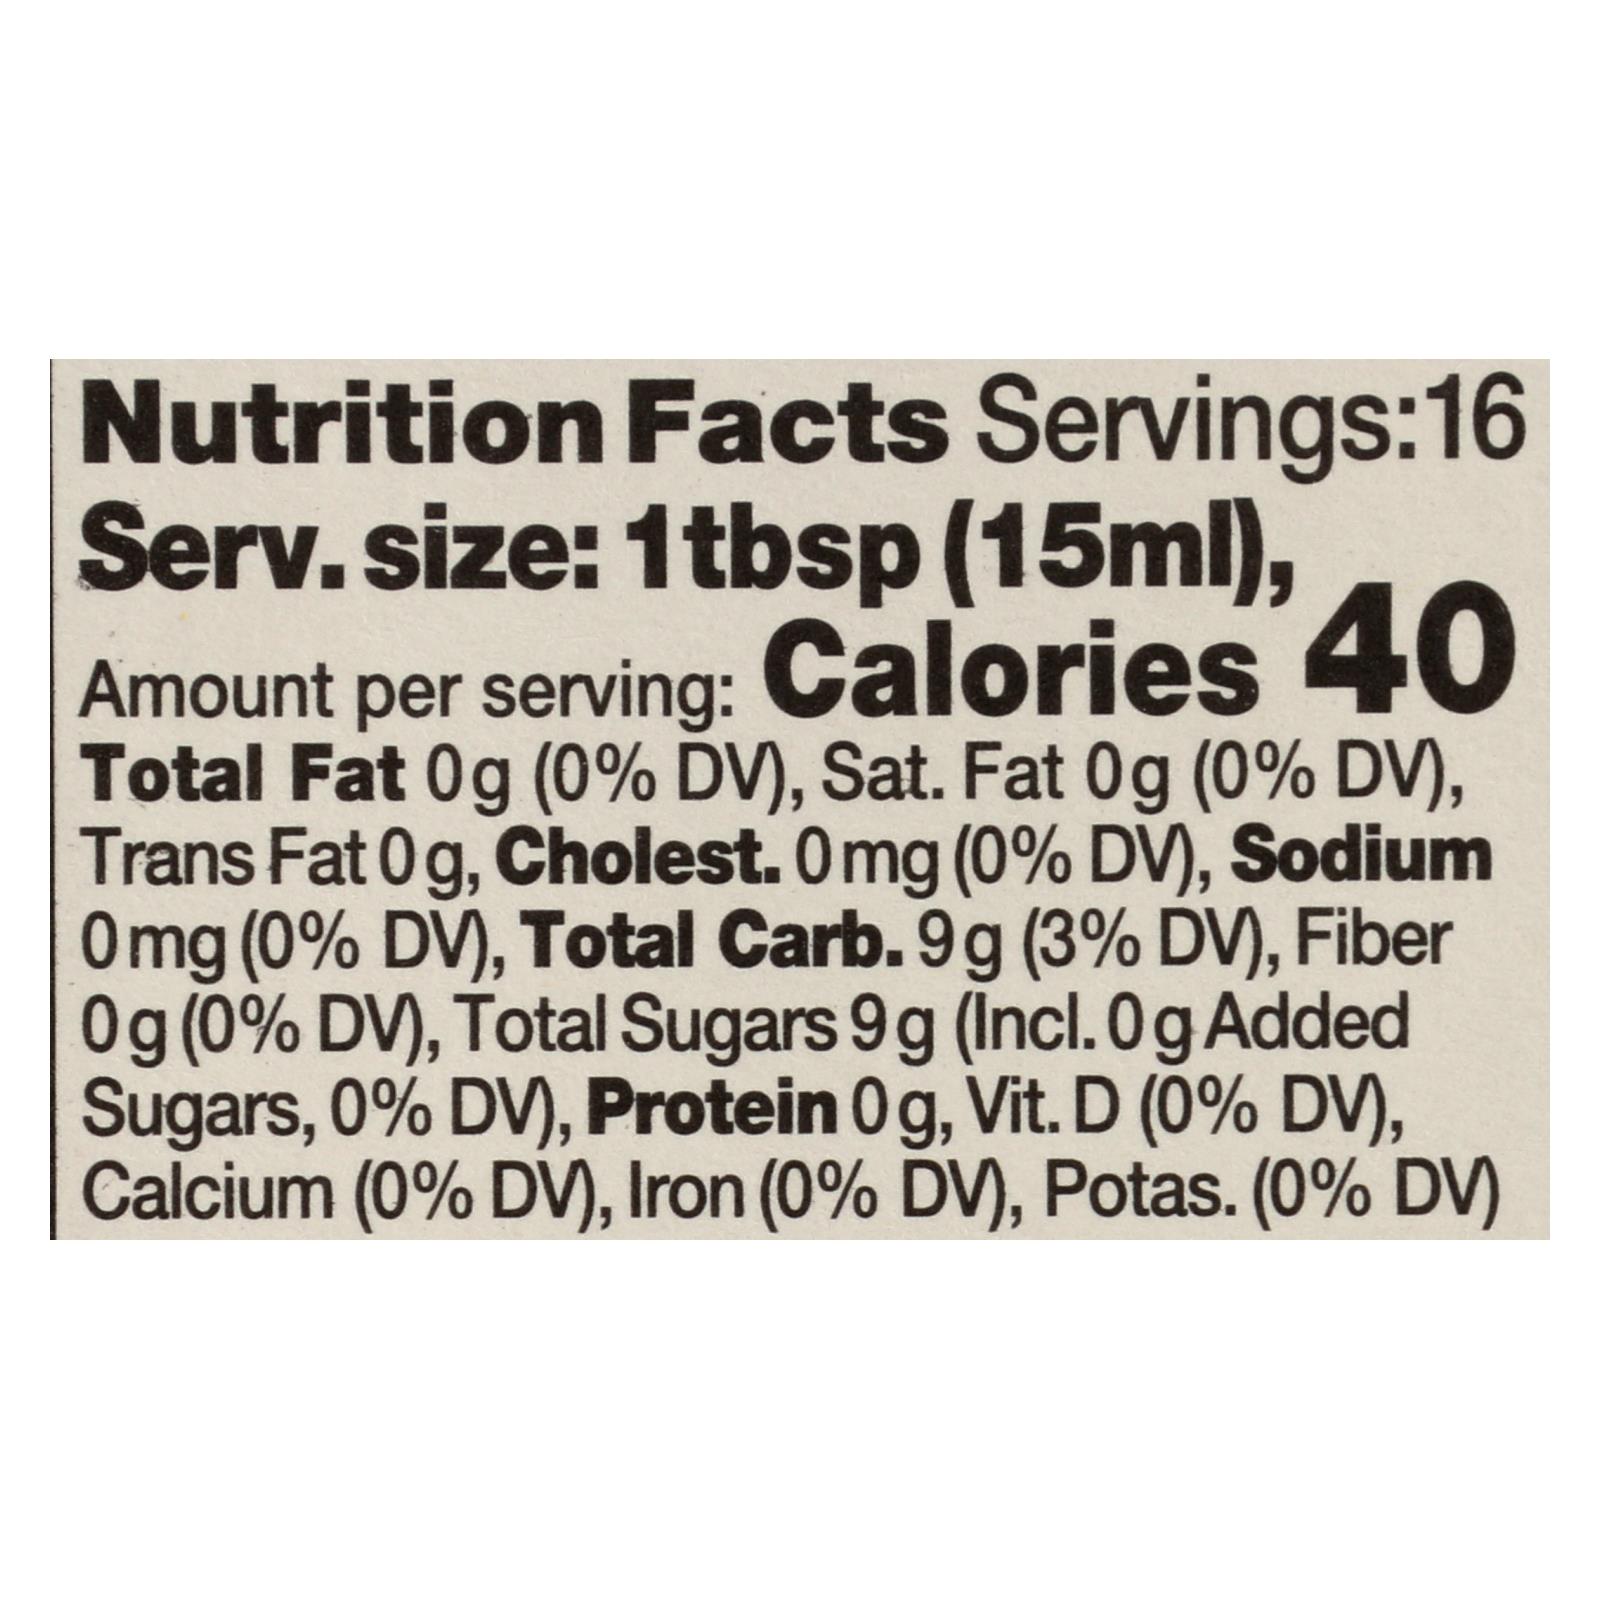 Nutrition Facts Servings:16
Serv. size: 1tbsp (15ml),
Amount per serving: Calories 40
Total Fat 0g (0% DV), Sat. Fat 0g (0% DV),
Trans Fat 0g, Cholest. 0mg (0% DV), Sodium
0mg (0% DV), Total Carb. 9g (3% DV), Fiber
0g (0% DV), Total Sugars 9g (Incl. 0g Added
Sugars, 0% DV), Protein 0g, Vit. D (0% DV),
Calcium (0% DV), Iron (0% DV), Potas. (0% DV)